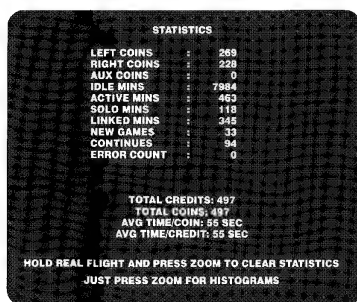 STATISTICS
LEFT COINS : 269
RIGHT COINS : 228
AUX COINS : 0
IDLE MINS : 7984
ACTIVE MINS : 463
SOLO MINS : 118
LINKED MINS : 345
NEW GAMES : 33
CONTINUES : 94
ERROR COUNT : 0
TOTAL CREDITS: 497
TOTAL COINS: 497
AVG TIME/COIN: 55 SEC
AVG TIME/CREDIT: 55 SEC
HOLD REAL FLIGHT AND PRESS ZOOM TO CLEAR STATISTICS
JUST PRESS ZOOM FOR HISTOGRAMS